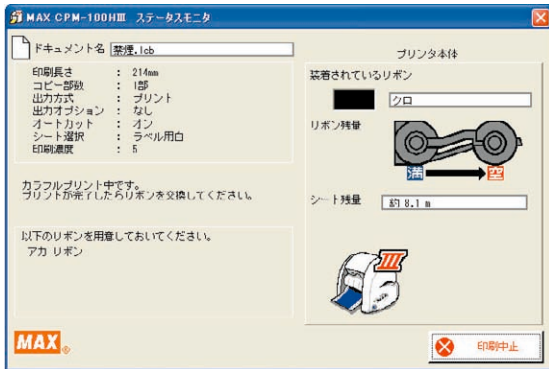 MAX CPM-100HⅢ ステータスモニタ
ドキュメント名 禁煙.lcb
印刷長さ : 214mm
コピー部数 : 1部
出力方式 : プリント
出力オプション : なし
オートカット : オン
シート選択 : ラベル用白
印刷濃度 : 5
カラフルプリント中です。
プリントが完了したらリボンを交換してください。
以下のリボンを用意しておいてください。
アカ リボン
プリンタ本体
装着されているリボン
クロ
リボン残量
満 空
シート残量 約 8.1 m
Ⅲ
MAX
印刷中止